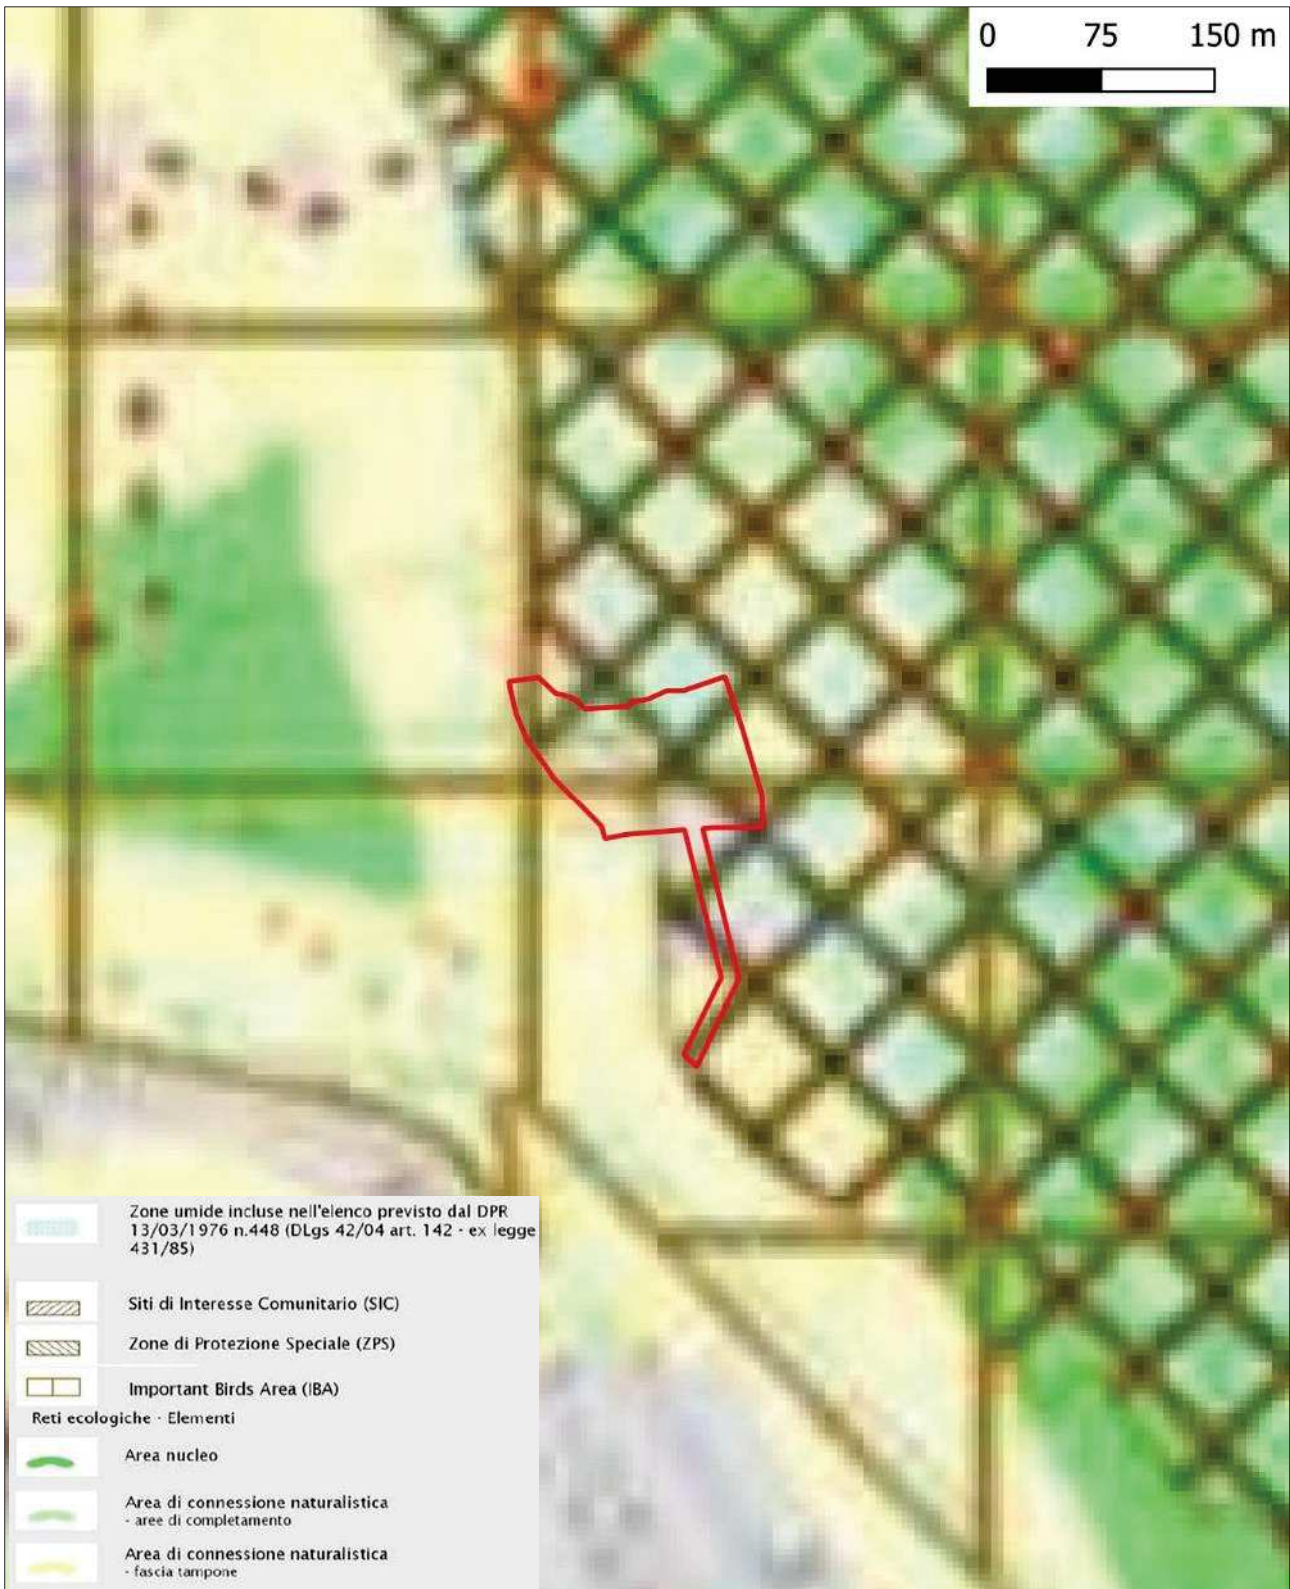 0 75 150 m
Zone umide incluse nell'elenco previsto dal DPR
13/03/1976 n.448 (DLgs 42/04 art. 142 - ex legge
431/85)
Siti di Interesse Comunitario (SIC)
Zone di Protezione Speciale (ZPS)
Important Birds Area (IBA)
Reti ecologiche - Elementi
Area nucleo
Area di connessione naturalistica
- aree di completamento
Area di connessione naturalistica
- fascia tampone